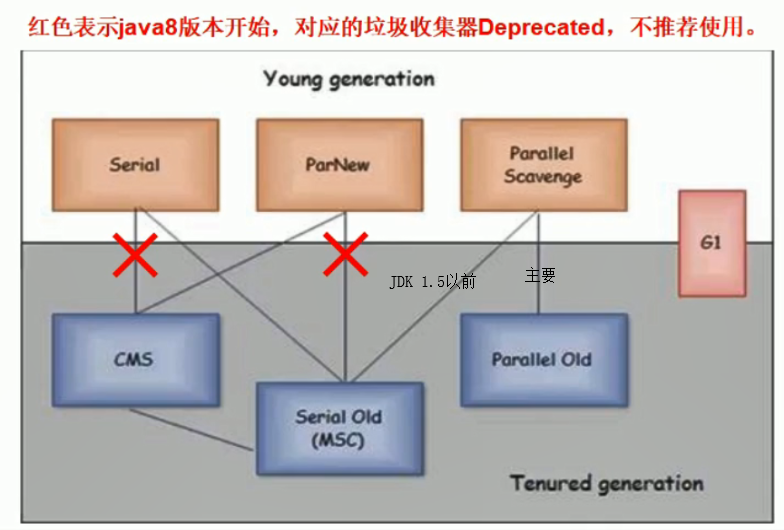 红色表示java8版本开始，对应的垃圾收集器Deprecated，不推荐使用。
Young generation
Serial
ParNew
Parallel
Scavenge
G1
JDK 1.5以前
主要
CMS
Parallel Old
Serial Old
(MSC)
Tenured generation